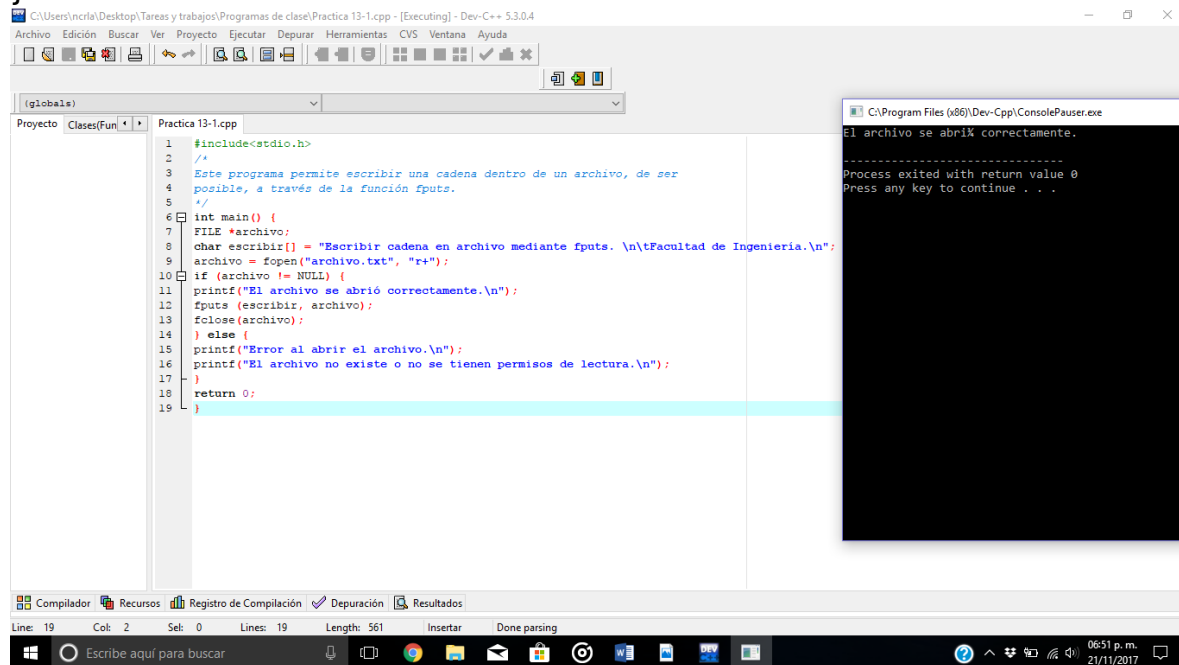 C:\Users\ncrla\Desktop\Tareas y trabajos\Programas de clase\Practica 13-1.cpp - [Executing] - Dev-C++ 5.3.0.4
Archivo Edición Buscar Ver Proyecto Ejecutar Depurar Herramientas CVS Ventana Ayuda
(globals)
Proyecto Clases(Fun
Practica 13-1.cpp
1 #include<stdio.h>
2 /*
3 Este programa permite escribir una cadena dentro de un archivo, de ser
4 posible, a través de la función fputs.
5 */
6 int main() {
7 FILE *archivo;
8 char escribir[] = "Escribir cadena en archivo mediante fputs. \n\tFacultad de Ingeniería.\n";
9 archivo = fopen("archivo.txt", "r+");
10 if (archivo != NULL) {
11 printf("El archivo se abrió correctamente.\n");
12 fputs (escribir, archivo);
13 fclose(archivo);
14 } else {
15 printf("Error al abrir el archivo.\n");
16 printf("El archivo no existe o no se tienen permisos de lectura.\n");
17 }
18 return 0;
19 }
C:\Program Files (x86)\Dev-Cpp\ConsolePauser.exe
El archivo se abri¾ correctamente.
--------------------------------
Process exited with return value 0
Press any key to continue . . .
Compilador Recursos Registro de Compilación Depuración Resultados
Line: 19 Col: 2 Sel: 0 Lines: 19 Length: 561 Insertar Done parsing
Escribe aquí para buscar
DEV
06:51 p. m.
21/11/2017